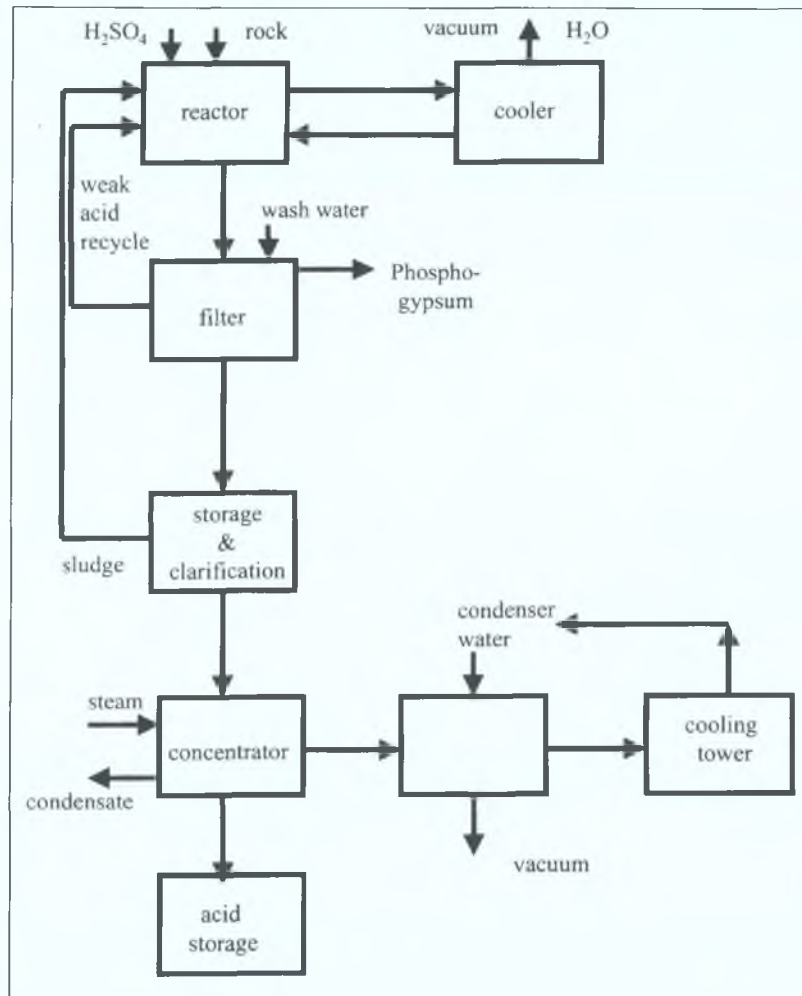 H₂SO₄
rock
vacuum
H₂O
reactor
cooler
weak
acid
recycle
wash water
Phospho-
gypsum
filter
storage
&
clarification
sludge
condenser
water
steam
concentrator
cooling
tower
condensate
vacuum
acid
storage